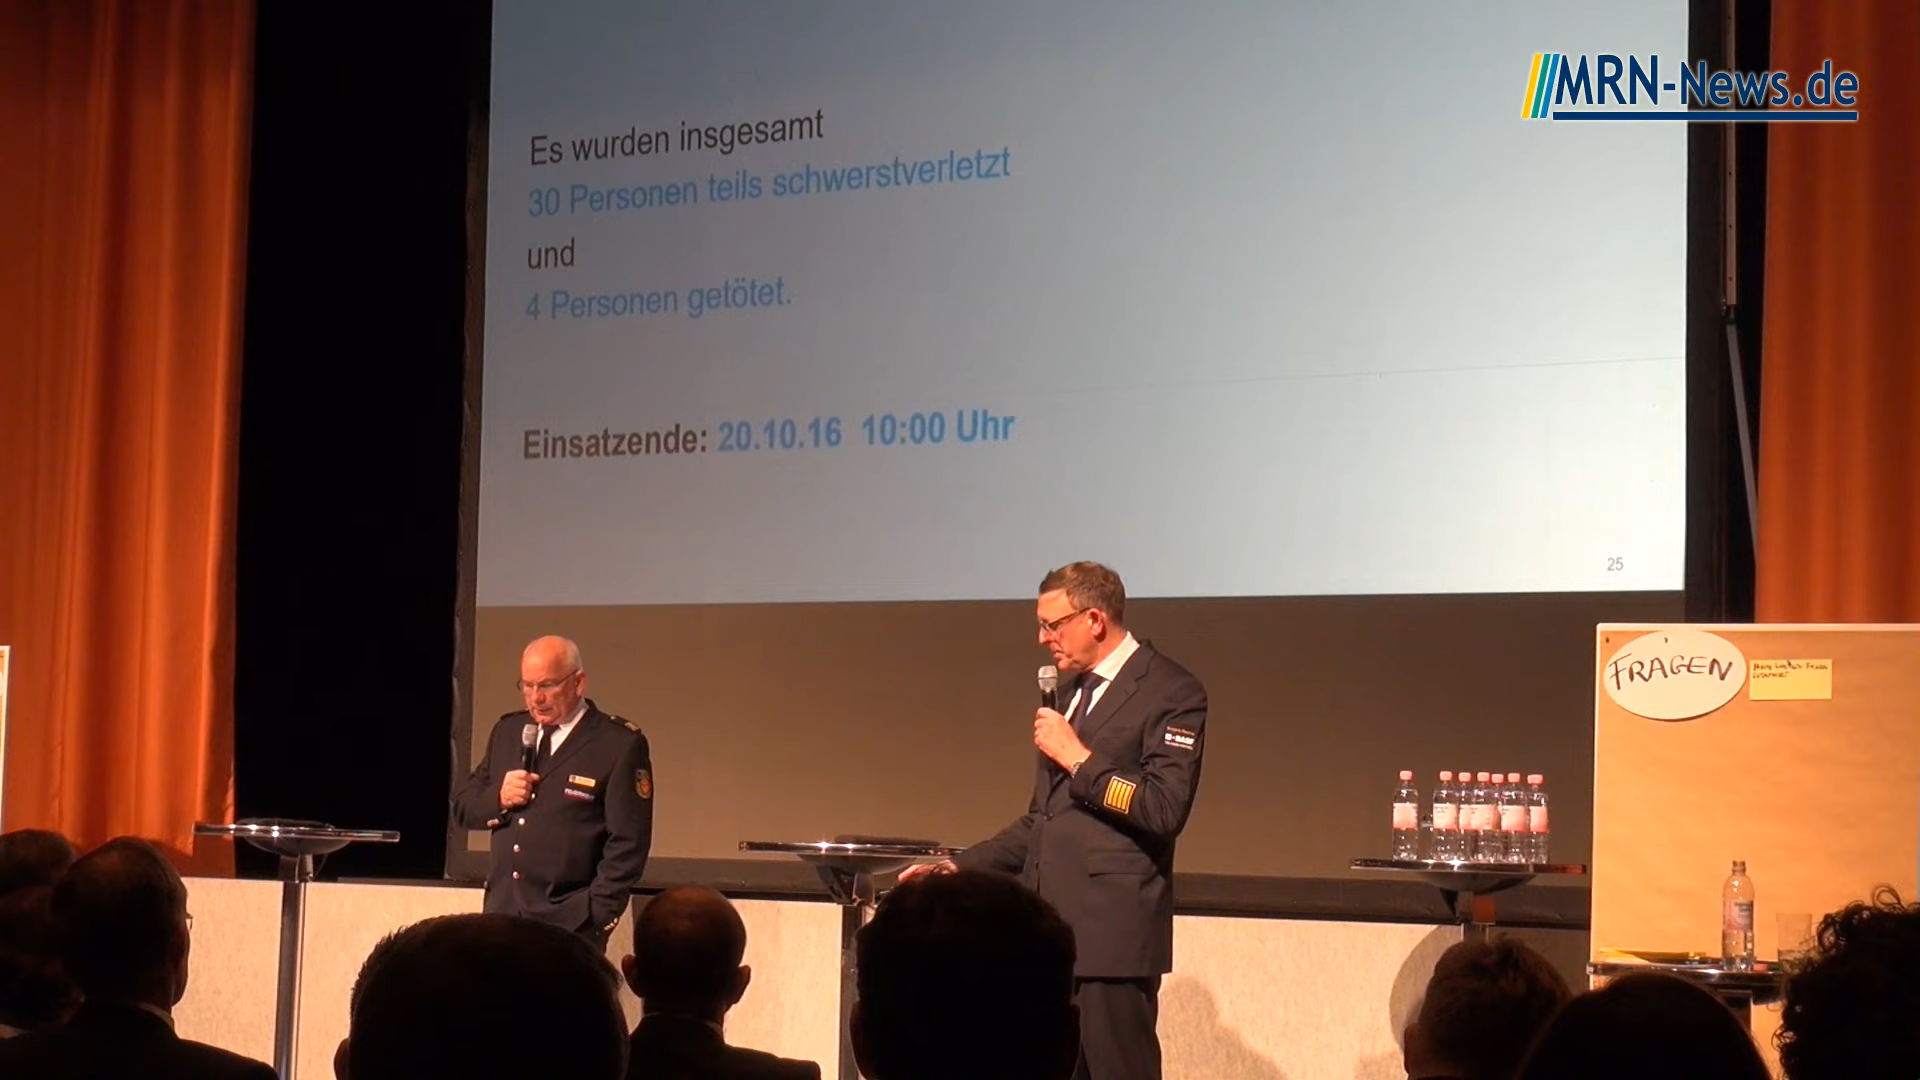 MRN-News.de
Es wurden insgesamt
30 Personen teils schwerstverletzt
und
4 Personen getötet.
Einsatzende: 20.10.16 10:00 Uhr
25
FRAGEN
BASF